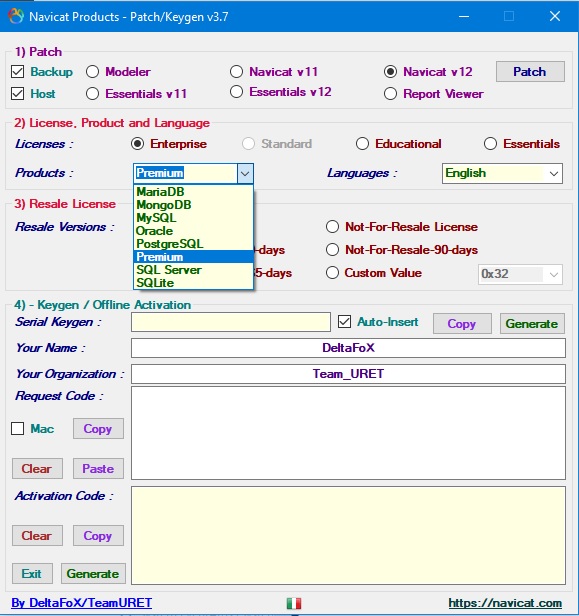 Navicat Products - Patch/Keygen v3.7
1) Patch
Backup Modeler Navicat v11 Navicat v12 Patch
Host Essentials v11 Essentials v12 Report Viewer
2) License, Product and Language
Licenses : Enterprise Standard Educational Essentials
Products : Premium Languages : English
MariaDB
MongoDB
MySQL
Oracle
PostgreSQL
Premium
SQL Server
SQLite
3) Resale License
Resale Versions : Not-For-Resale License
-days Not-For-Resale-90-days
5-days Custom Value 0x32
4) - Keygen / Offline Activation
Serial Keygen : Auto-Insert Copy Generate
Your Name : DeltaFoX
Your Organization : Team_URET
Request Code :
Mac Copy
Clear Paste
Activation Code :
Clear Copy
Exit Generate
By DeltaFoX/TeamURET https://navicat.com